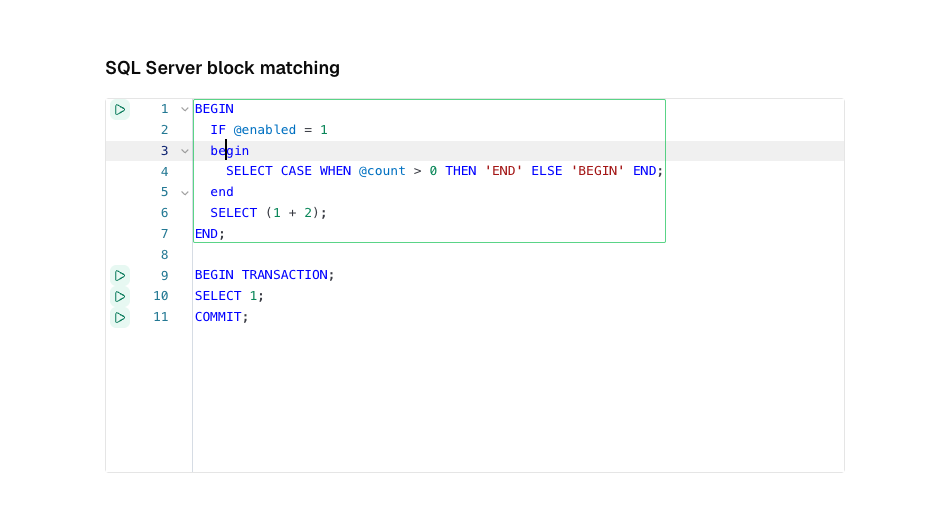 SQL Server block matching
1 BEGIN
2 IF @enabled = 1
3 begin
4 SELECT CASE WHEN @count > 0 THEN 'END' ELSE 'BEGIN' END;
5 end
6 SELECT (1 + 2);
7 END;
8
9 BEGIN TRANSACTION;
10 SELECT 1;
11 COMMIT;